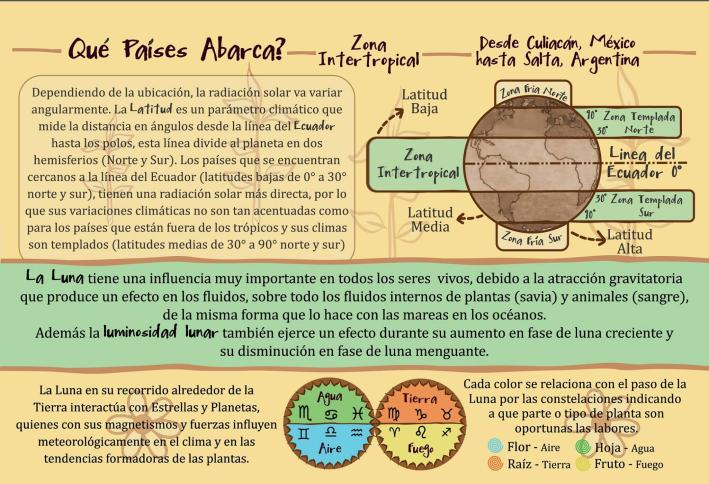 Qué Países Abarca?
Zona
Intertropical
Desde Culiacán, México
hasta Salta, Argentina
Dependiendo de la ubicación, la radiación solar va variar
angularmente. La Latitud es un parámetro climático que
mide la distancia en ángulos desde la línea del Ecuador
hasta los polos, esta línea divide al planeta en dos
hemisferios (Norte y Sur). Los países que se encuentran
cercanos a la línea del Ecuador (latitudes bajas de 0° a 30°
norte y sur), tienen una radiación solar más directa, por lo
que sus variaciones climáticas no son tan acentuadas como
para los países que están fuera de los trópicos y sus climas
son templados (latitudes medias de 30° a 90° norte y sur)
Latitud
Baja
Zona Fria Norte
90° Zona Templada
30° Norte
Zona
Intertropical
Linea del
Ecuador 0°
30° Zona Templada
90° Sur
Latitud
Media
Zona Fría Sur
Latitud
Alta
La Luna tiene una influencia muy importante en todos los seres vivos, debido a la atracción gravitatoria
que produce un efecto en los fluidos, sobre todo los fluidos internos de plantas (savia) y animales (sangre),
de la misma forma que lo hace con las mareas en los océanos.
Además la luminosidad lunar también ejerce un efecto durante su aumento en fase de luna creciente y
su disminución en fase de luna menguante.
La Luna en su recorrido alrededor de la
Tierra interactúa con Estrellas y Planetas,
quienes con sus magnetismos y fuerzas influyen
meteorológicamente en el clima y en las
tendencias formadoras de las plantas.
Agua
♏ ♋ ♓
♊ ♎ ♒
Aire
Tierra
♍ ♑ ♉
♈ ♌ ♐
Fuego
Cada color se relaciona con el paso de la
Luna por las constelaciones indicando
a que parte o tipo de planta son
oportunas las labores.
Flor - Aire
Hoja - Agua
Raíz - Tierra
Fruto - Fuego